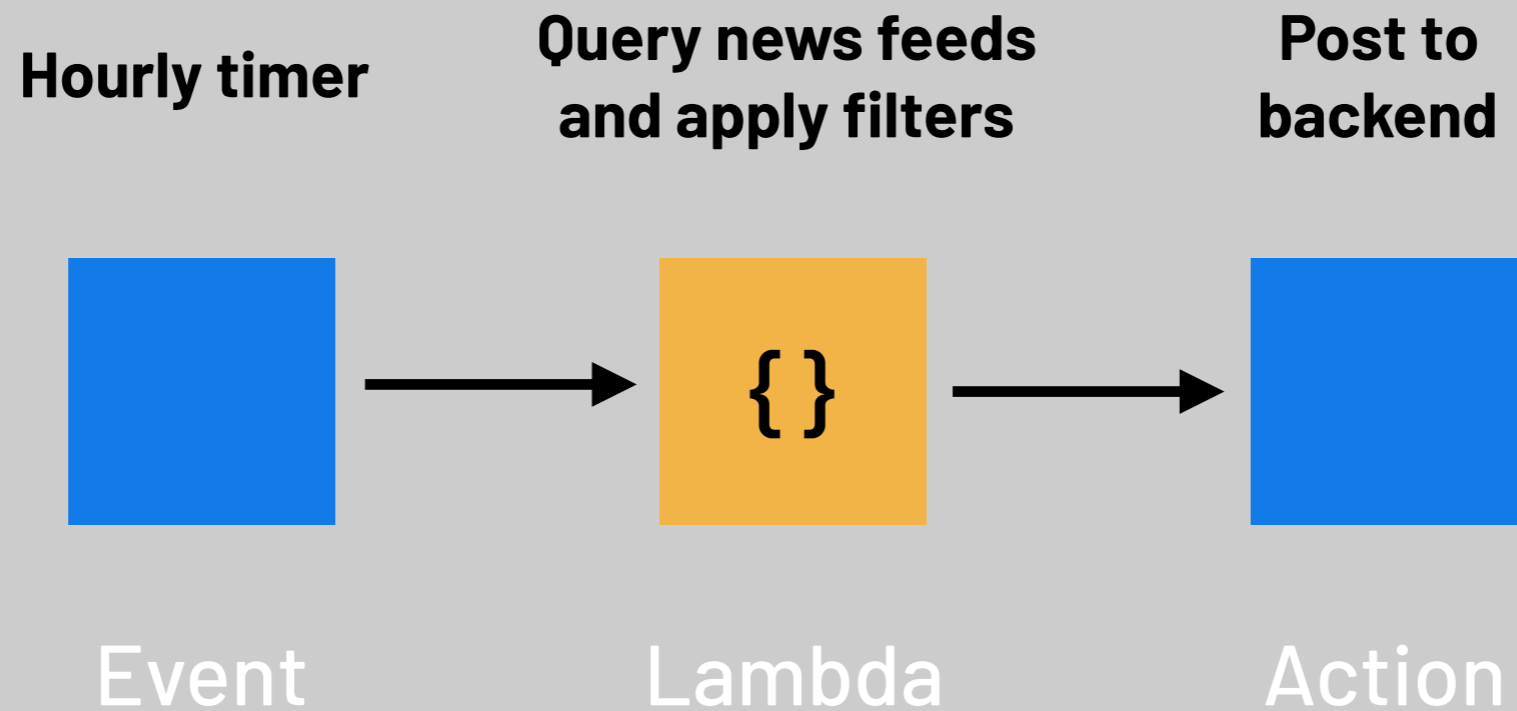 Hourly timer
Query news feeds
and apply filters
Post to
backend
{ }
Event
Lambda
Action